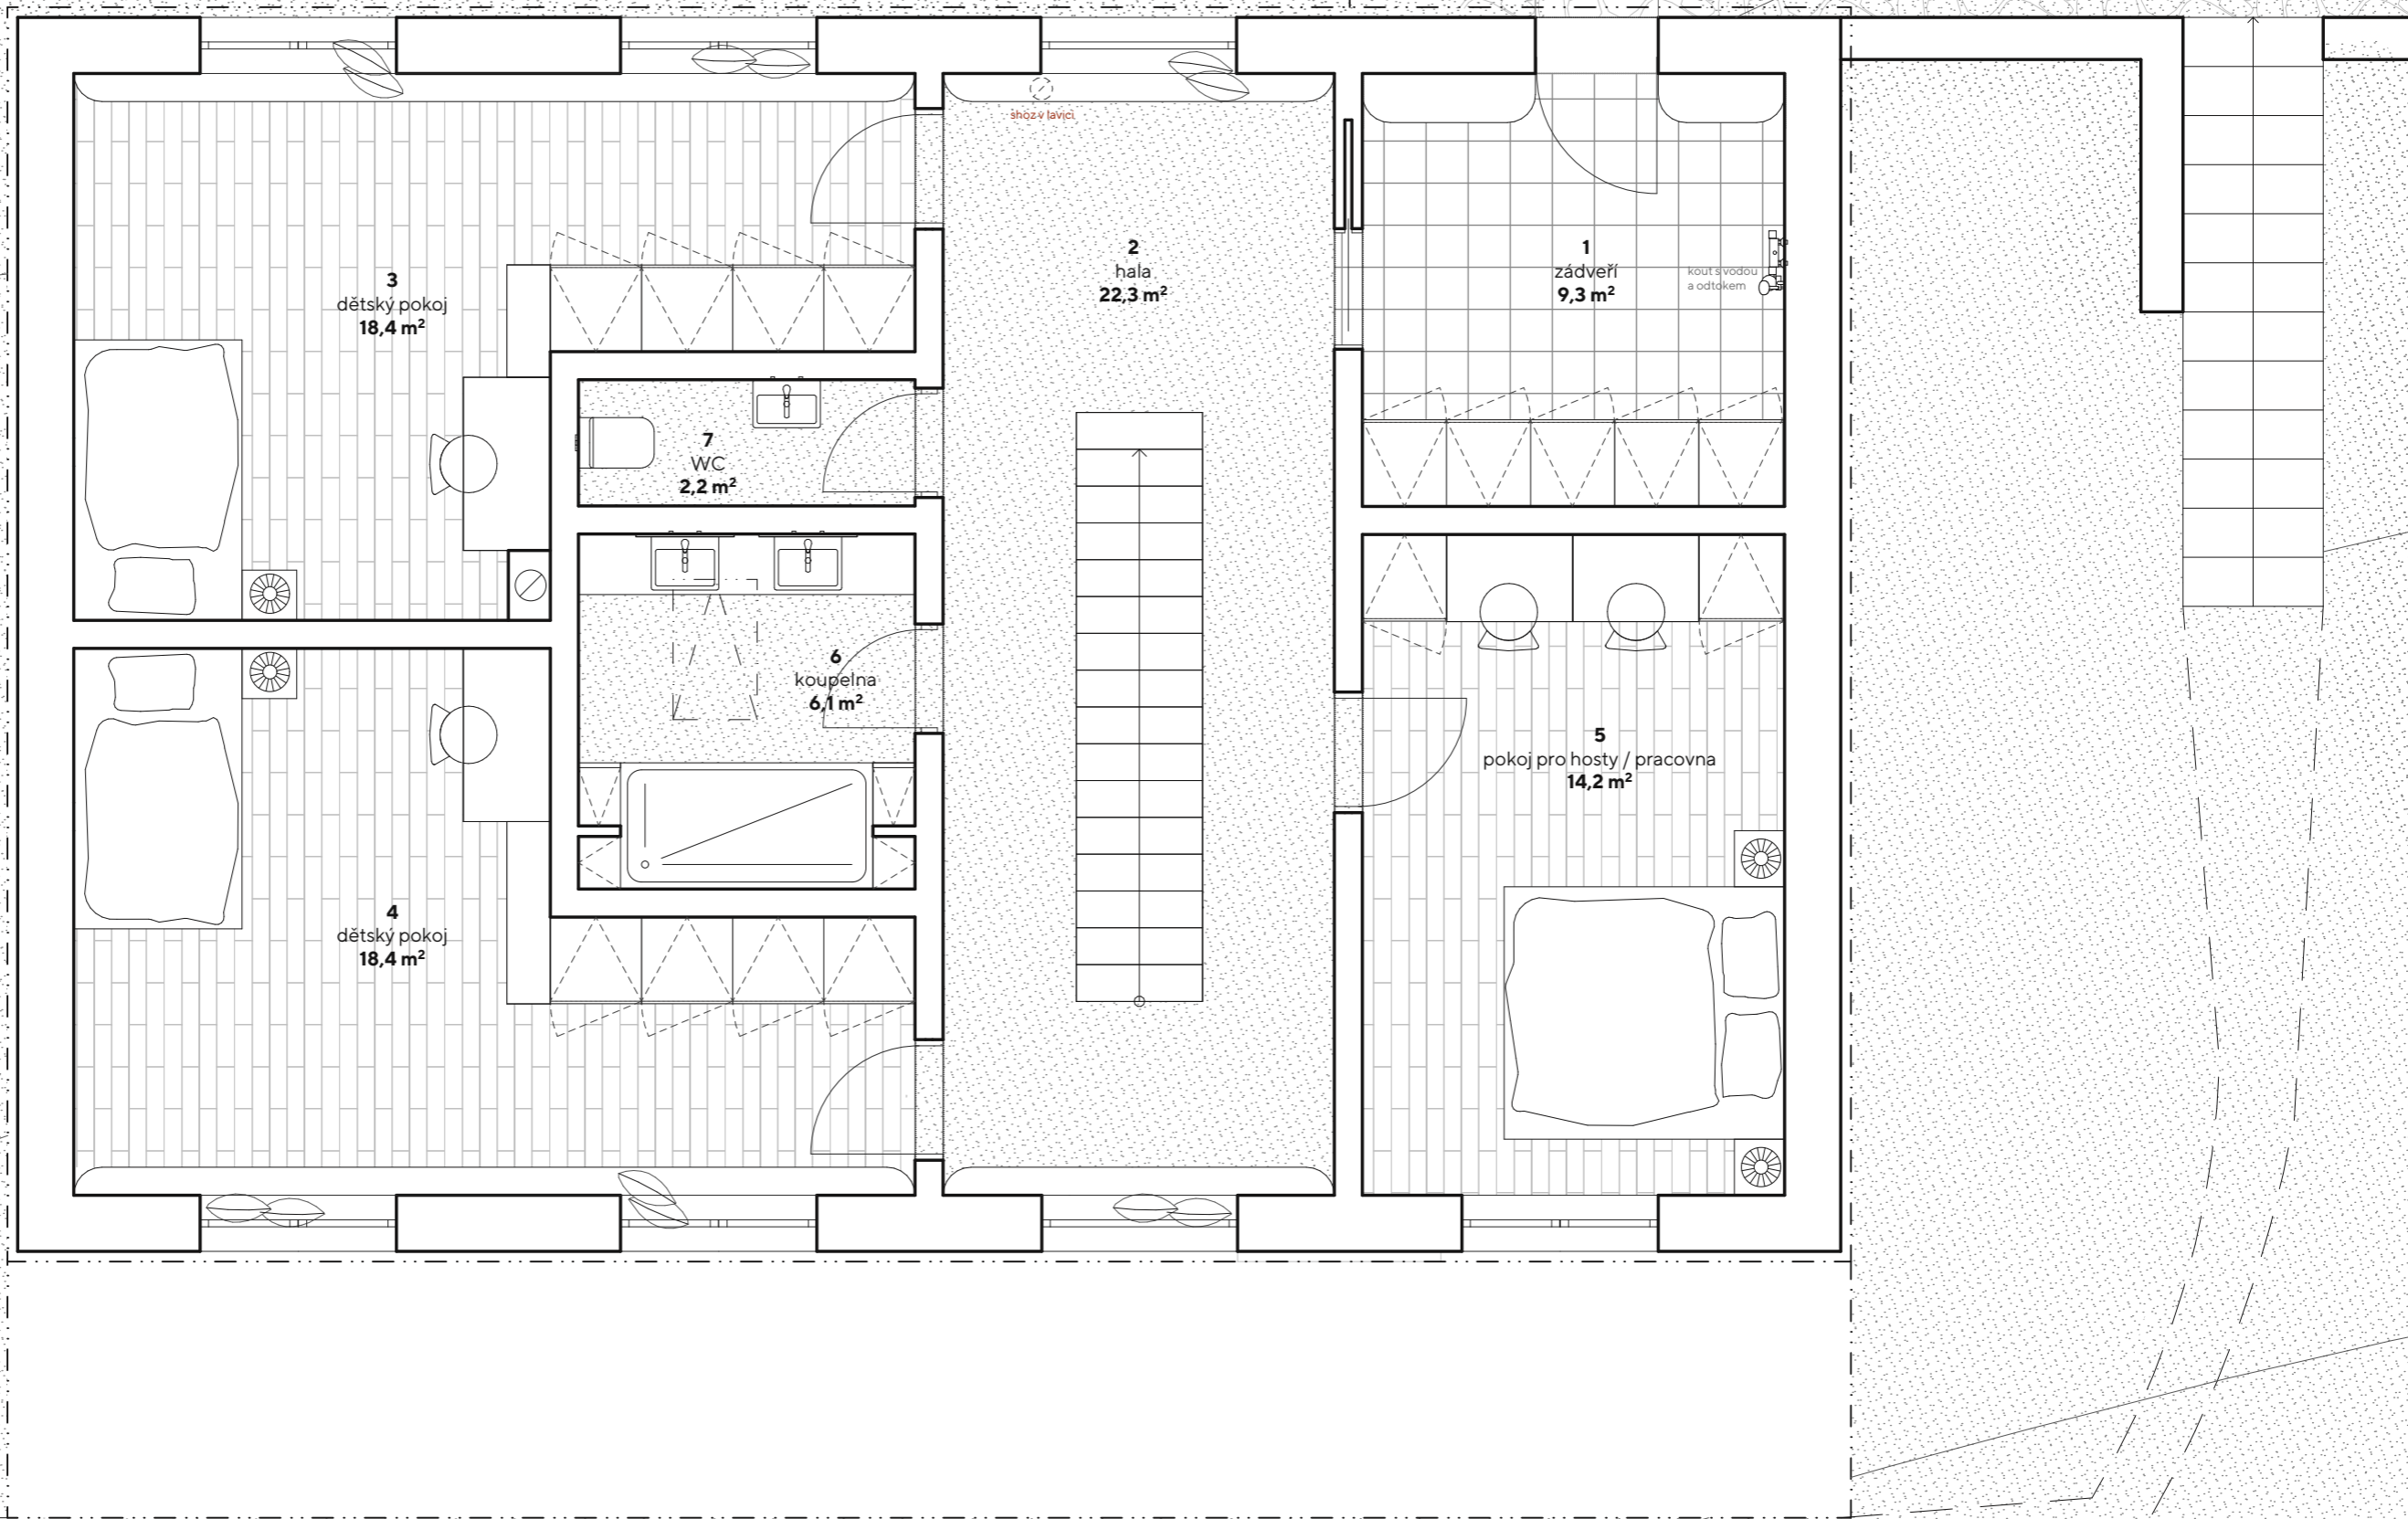 shoz v lavici
2
hala
22,3 m²
1
zádveří
9,3 m²
kout s vodou
a odtokem
3
dětský pokoj
18,4 m²
7
WC
2,2 m²
6
koupelna
6,1 m²
5
pokoj pro hosty / pracovna
14,2 m²
4
dětský pokoj
18,4 m²